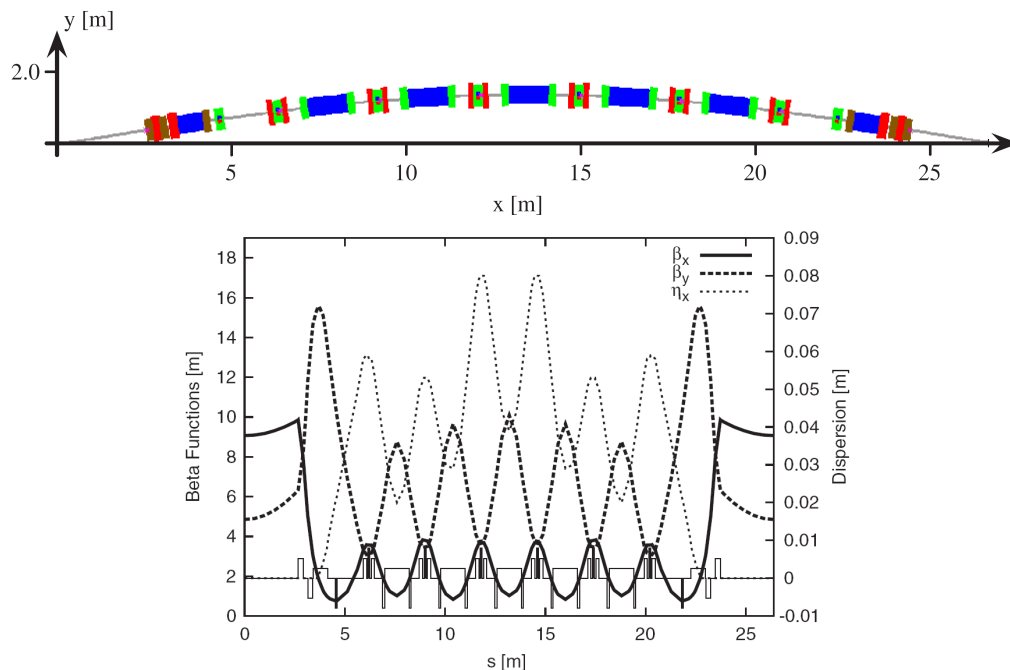 y [m]
2.0
5 10 15 20 25
x [m]
18 0.09
16 0.08
14 0.07
12 0.06
10 0.05
8 0.04
6 0.03
4 0.02
2 0.01
0 0
-0.01
βx
βy
ηx
Beta Functions [m]
Dispersion [m]
0 5 10 15 20 25
s [m]